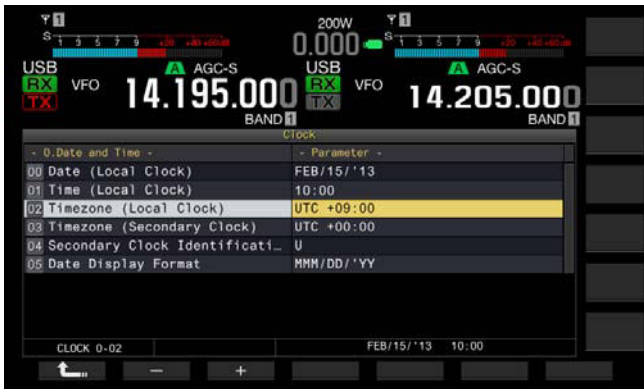 200W
1 1
S 1 3 5 7 9 +20 +40 +60dB 0.000 S 1 3 5 7 9 +20 +40 +60dB
USB A AGC-S USB A AGC-S
RX VFO RX VFO
TX 14.195.000 TX 14.205.000
BAND 1 BAND 1
Clock
- 0.Date and Time - - Parameter -
00 Date (Local Clock) FEB/15/'13
01 Time (Local Clock) 10:00
02 Timezone (Local Clock) UTC +09:00
03 Timezone (Secondary Clock) UTC +00:00
04 Secondary Clock Identificati… U
05 Date Display Format MMM/DD/'YY
CLOCK 0-02 FEB/15/'13 10:00
− +